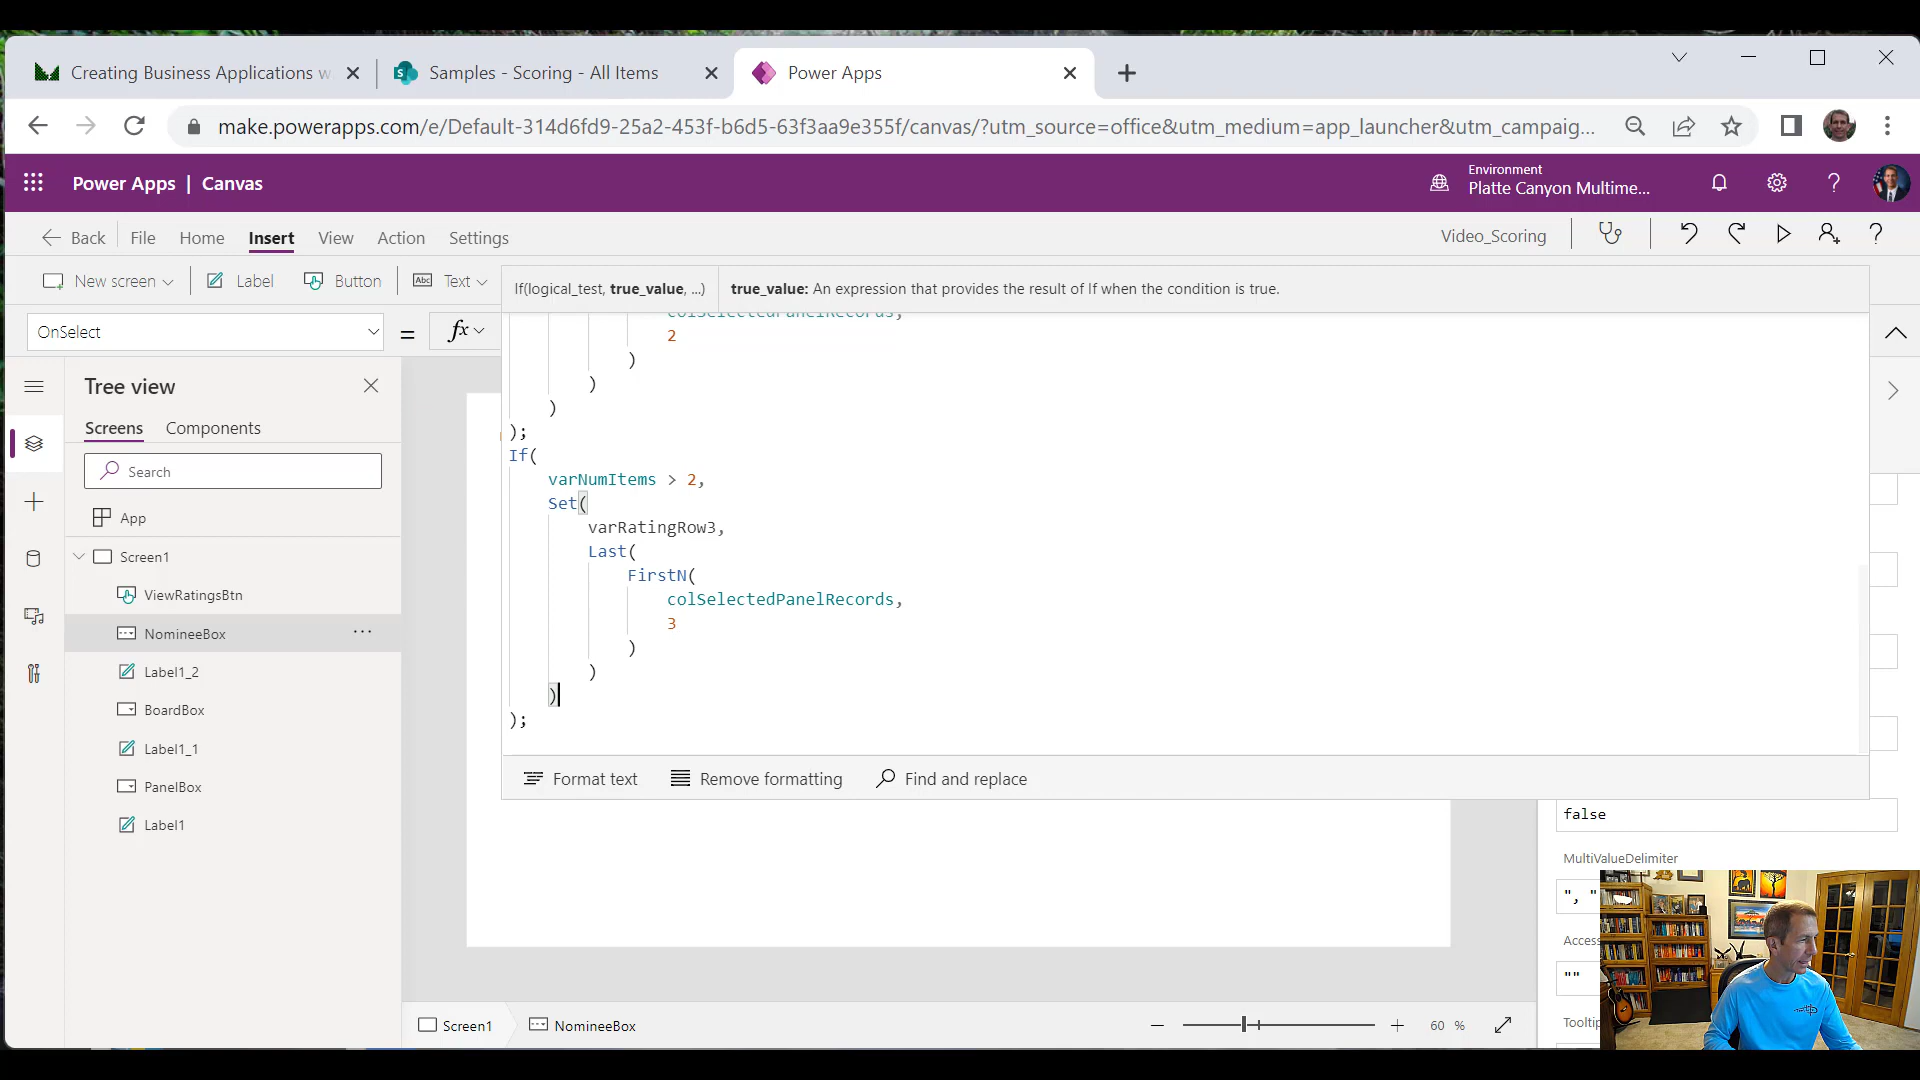 Creating Business Applications w
Samples - Scoring - All Items
Power Apps
make.powerapps.com/e/Default-314d6fd9-25a2-453f-b6d5-63f3aa9e355f/canvas/?utm_source=office&utm_medium=app_launcher&utm_campaig...
Power Apps | Canvas
Environment
Platte Canyon Multime...
Back
File
Home
Insert
View
Action
Settings
Video_Scoring
New screen
Label
Button
Abc
Text
If(logical_test, true_value, ...)
true_value: An expression that provides the result of If when the condition is true.
OnSelect
=
fx
colSelectedPanelRecords,
2
)
)
)
);
If(
varNumItems > 2,
Set(
varRatingRow3,
Last(
FirstN(
colSelectedPanelRecords,
3
)
)
)
);
Format text
Remove formatting
Find and replace
Tree view
Screens
Components
Search
App
Screen1
ViewRatingsBtn
NomineeBox
Label1_2
BoardBox
Label1_1
PanelBox
Label1
false
MultiValueDelimiter
", "
Access
""
Tooltip
Screen1
NomineeBox
60 %